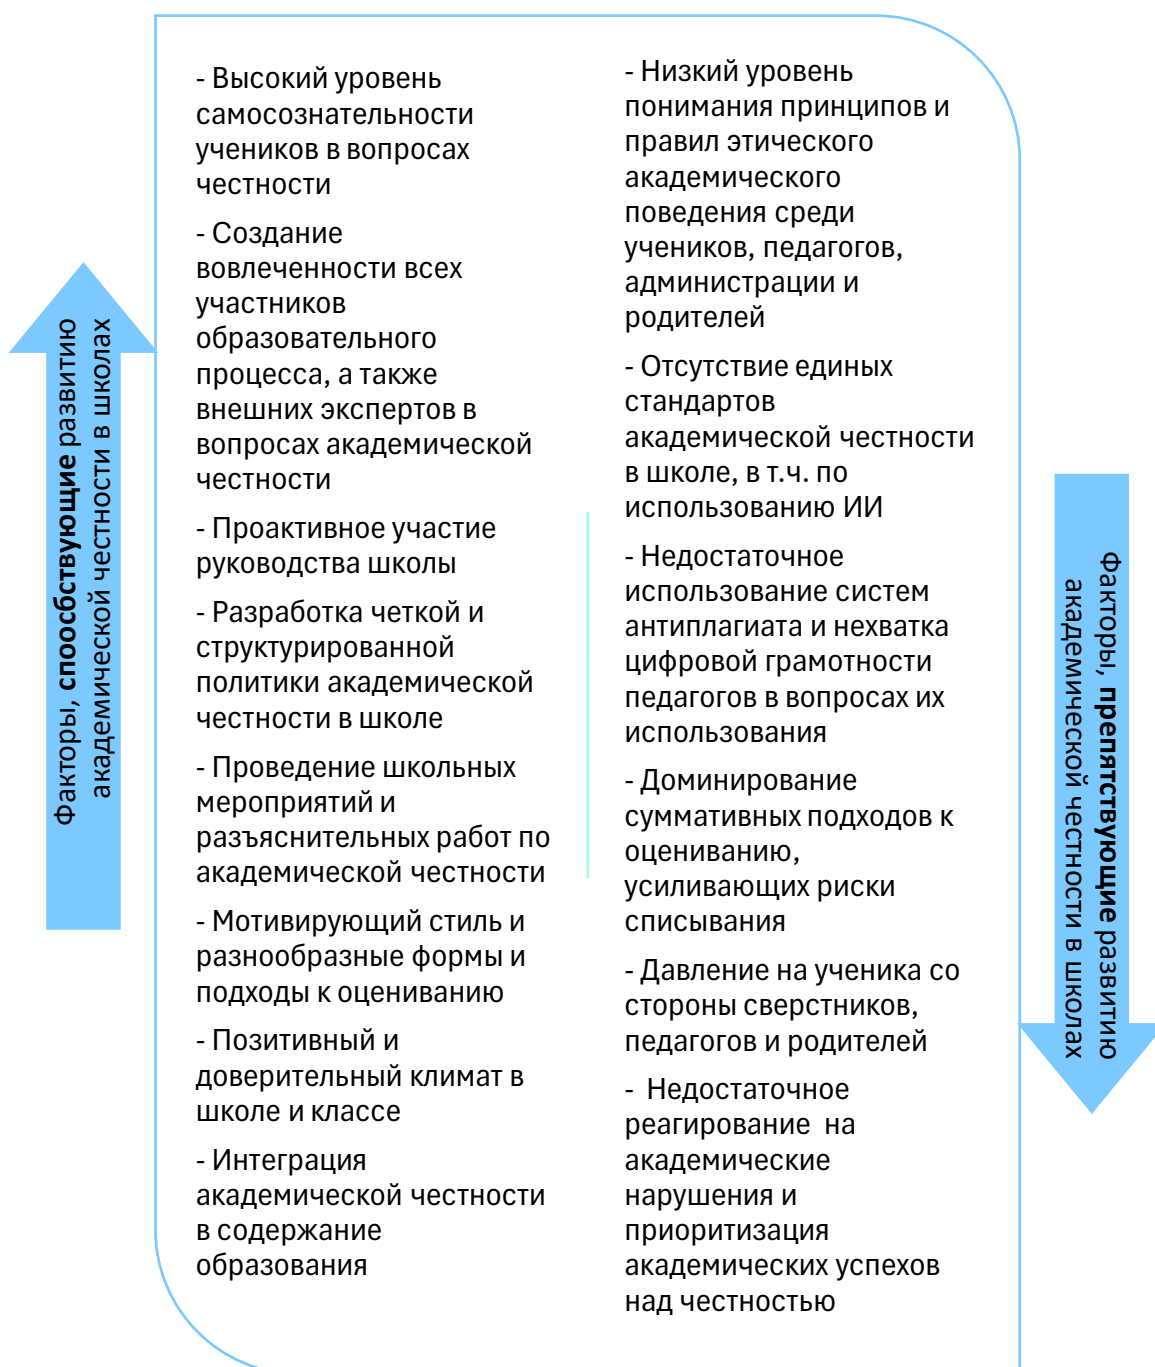 Факторы, споосбствующие развитию
академической честности в школах
- Высокий уровень
самосознательности
учеников в вопросах
честности
- Создание
вовлеченности всех
участников
образовательного
процесса, а также
внешних экспертов в
вопросах академической
честности
- Проактивное участие
руководства школы
- Разработка четкой и
структурированной
политики академической
честности в школе
- Проведение школьных
мероприятий и
разъяснительных работ по
академической честности
- Мотивирующий стиль и
разнообразные формы и
подходы к оцениванию
- Позитивный и
доверительный климат в
школе и классе
- Интеграция
академической честности
в содержание
образования
- Низкий уровень
понимания принципов и
правил этического
академического
поведения среди
учеников, педагогов,
администрации и
родителей
- Отсутствие единых
стандартов
академической честности
в школе, в т.ч. по
использованию ИИ
- Недостаточное
использование систем
антиплагиата и нехватка
цифровой грамотности
педагогов в вопросах их
использования
- Доминирование
суммативных подходов к
оцениванию,
усиливающих риски
списывания
- Давление на ученика со
стороны сверстников,
педагогов и родителей
- Недостаточное
реагирование на
академические
нарушения и
приоритизация
академических успехов
над честностью
Факторы, препятствующие развитию
академической честности в школах